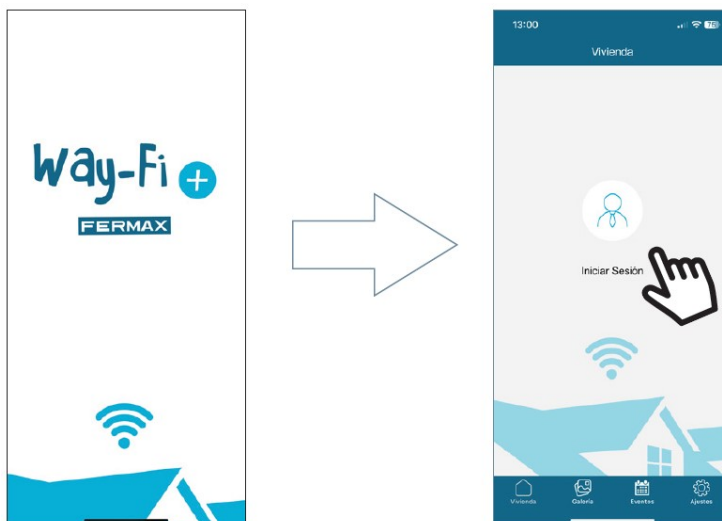 Way-Fi +
FERMAX
13:00
Vivienda
Iniciar Sesión
Vivienda
Galería
Eventos
Ajustes